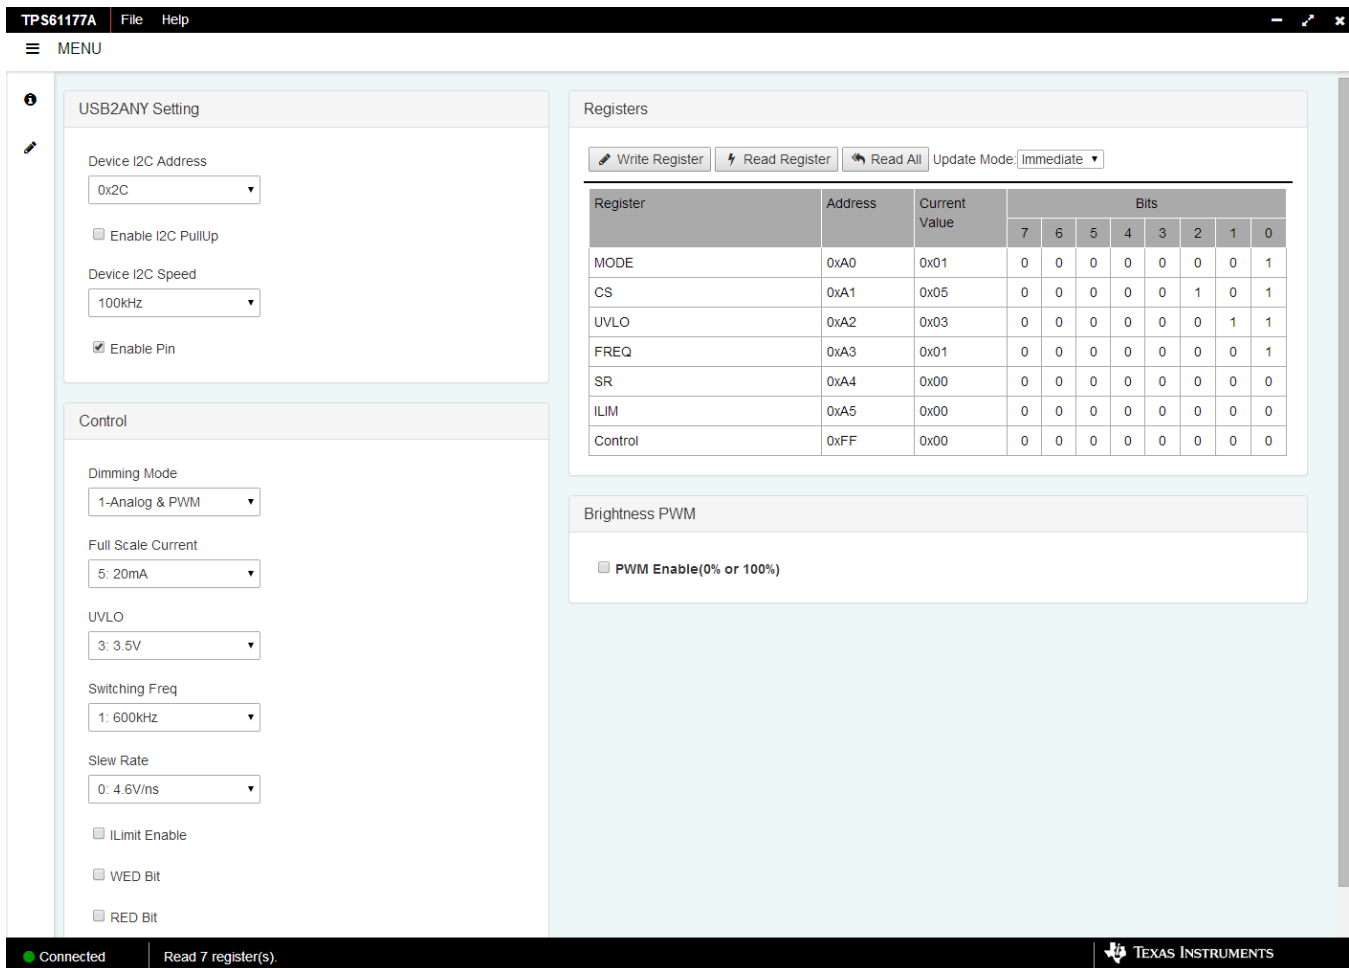 TPS61177A File Help
MENU
USB2ANY Setting
Device I2C Address
0x2C
Enable I2C PullUp
Device I2C Speed
100kHz
Enable Pin
Control
Dimming Mode
1-Analog & PWM
Full Scale Current
5: 20mA
UVLO
3: 3.5V
Switching Freq
1: 600kHz
Slew Rate
0: 4.6V/ns
ILimit Enable
WED Bit
RED Bit
Registers
Write Register Read Register Read All Update Mode: Immediate
Register Address Current Value Bits
7 6 5 4 3 2 1 0
MODE 0xA0 0x01 0 0 0 0 0 0 0 1
CS 0xA1 0x05 0 0 0 0 0 1 0 1
UVLO 0xA2 0x03 0 0 0 0 0 0 1 1
FREQ 0xA3 0x01 0 0 0 0 0 0 0 1
SR 0xA4 0x00 0 0 0 0 0 0 0 0
ILIM 0xA5 0x00 0 0 0 0 0 0 0 0
Control 0xFF 0x00 0 0 0 0 0 0 0 0
Brightness PWM
PWM Enable(0% or 100%)
Connected Read 7 register(s). TEXAS INSTRUMENTS